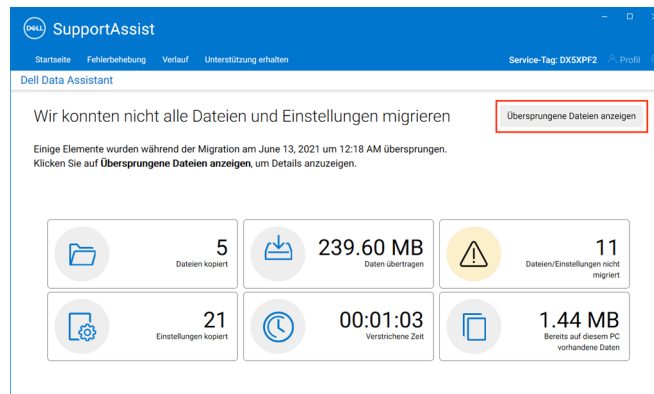 DELL SupportAssist
Startseite Fehlerbehebung Verlauf Unterstützung erhalten Service-Tag: DX5XPF2 Profil
Dell Data Assistant
Wir konnten nicht alle Dateien und Einstellungen migrieren
Übersprungene Dateien anzeigen
Einige Elemente wurden während der Migration am June 13, 2021 um 12:18 AM übersprungen.
Klicken Sie auf Übersprungene Dateien anzeigen, um Details anzuzeigen.
5
Dateien kopiert
239.60 MB
Daten übertragen
11
Dateien/Einstellungen nicht
migriert
21
Einstellungen kopiert
00:01:03
Verstrichene Zeit
1.44 MB
Bereits auf diesem PC
vorhandene Daten